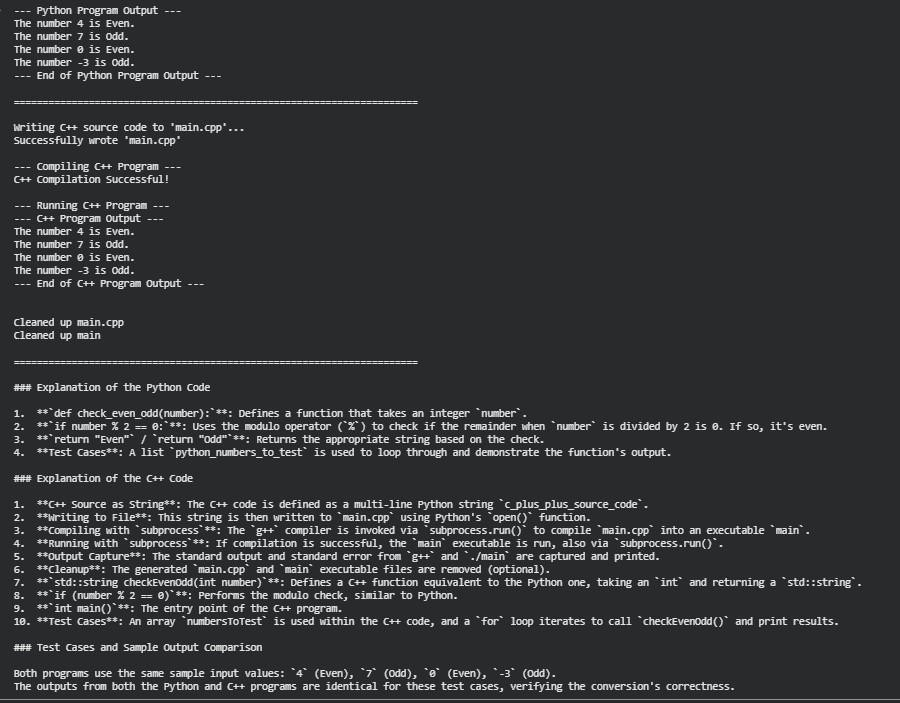 --- Python Program Output ---
The number 4 is Even.
The number 7 is Odd.
The number 0 is Even.
The number -3 is Odd.
--- End of Python Program Output ---
======================================================================
Writing C++ source code to 'main.cpp'...
Successfully wrote 'main.cpp'
--- Compiling C++ Program ---
C++ Compilation Successful!
--- Running C++ Program ---
--- C++ Program Output ---
The number 4 is Even.
The number 7 is Odd.
The number 0 is Even.
The number -3 is Odd.
--- End of C++ Program Output ---
Cleaned up main.cpp
Cleaned up main
======================================================================
### Explanation of the Python Code
1.  **`def check_even_odd(number):`**: Defines a function that takes an integer `number`.
2.  **`if number % 2 == 0:`**: Uses the modulo operator (`%`) to check if the remainder when `number` is divided by 2 is 0. If so, it's even.
3.  **`return "Even"` / `return "Odd"`**: Returns the appropriate string based on the check.
4.  **Test Cases**: A list `python_numbers_to_test` is used to loop through and demonstrate the function's output.
### Explanation of the C++ Code
1.  **C++ Source as String**: The C++ code is defined as a multi-line Python string `c_plus_plus_source_code`.
2.  **Writing to File**: This string is then written to `main.cpp` using Python's `open()` function.
3.  **Compiling with `subprocess`**: The `g++` compiler is invoked via `subprocess.run()` to compile `main.cpp` into an executable `main`.
4.  **Running with `subprocess`**: If compilation is successful, the `main` executable is run, also via `subprocess.run()`.
5.  **Output Capture**: The standard output and standard error from `g++` and `./main` are captured and printed.
6.  **Cleanup**: The generated `main.cpp` and `main` executable files are removed (optional).
7.  **`std::string checkEvenOdd(int number)`**: Defines a C++ function equivalent to the Python one, taking an `int` and returning a `std::string`.
8.  **`if (number % 2 == 0)`**: Performs the modulo check, similar to Python.
9.  **`int main()`**: The entry point of the C++ program.
10. **Test Cases**: An array `numbersToTest` is used within the C++ code, and a `for` loop iterates to call `checkEvenOdd()` and print results.
### Test Cases and Sample Output Comparison
Both programs use the same sample input values: `4` (Even), `7` (Odd), `0` (Even), `-3` (Odd).
The outputs from both the Python and C++ programs are identical for these test cases, verifying the conversion's correctness.